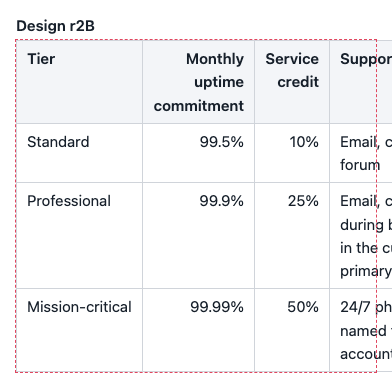 Design r2B
Tier Monthly uptime commitment Service credit
Standard 99.5% 10% Email,
forum
Professional 99.9% 25% Email,
during
in the
primary
Mission-critical 99.99% 50% 24/7
named